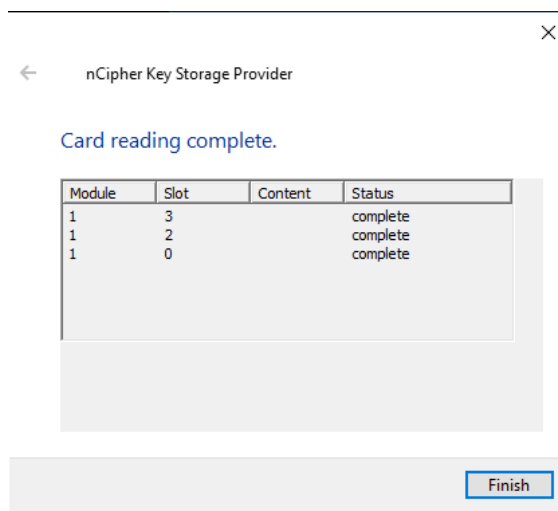 nCipher Key Storage Provider
Card reading complete.
Module Slot Content Status
1 3 complete
1 2 complete
1 0 complete
Finish